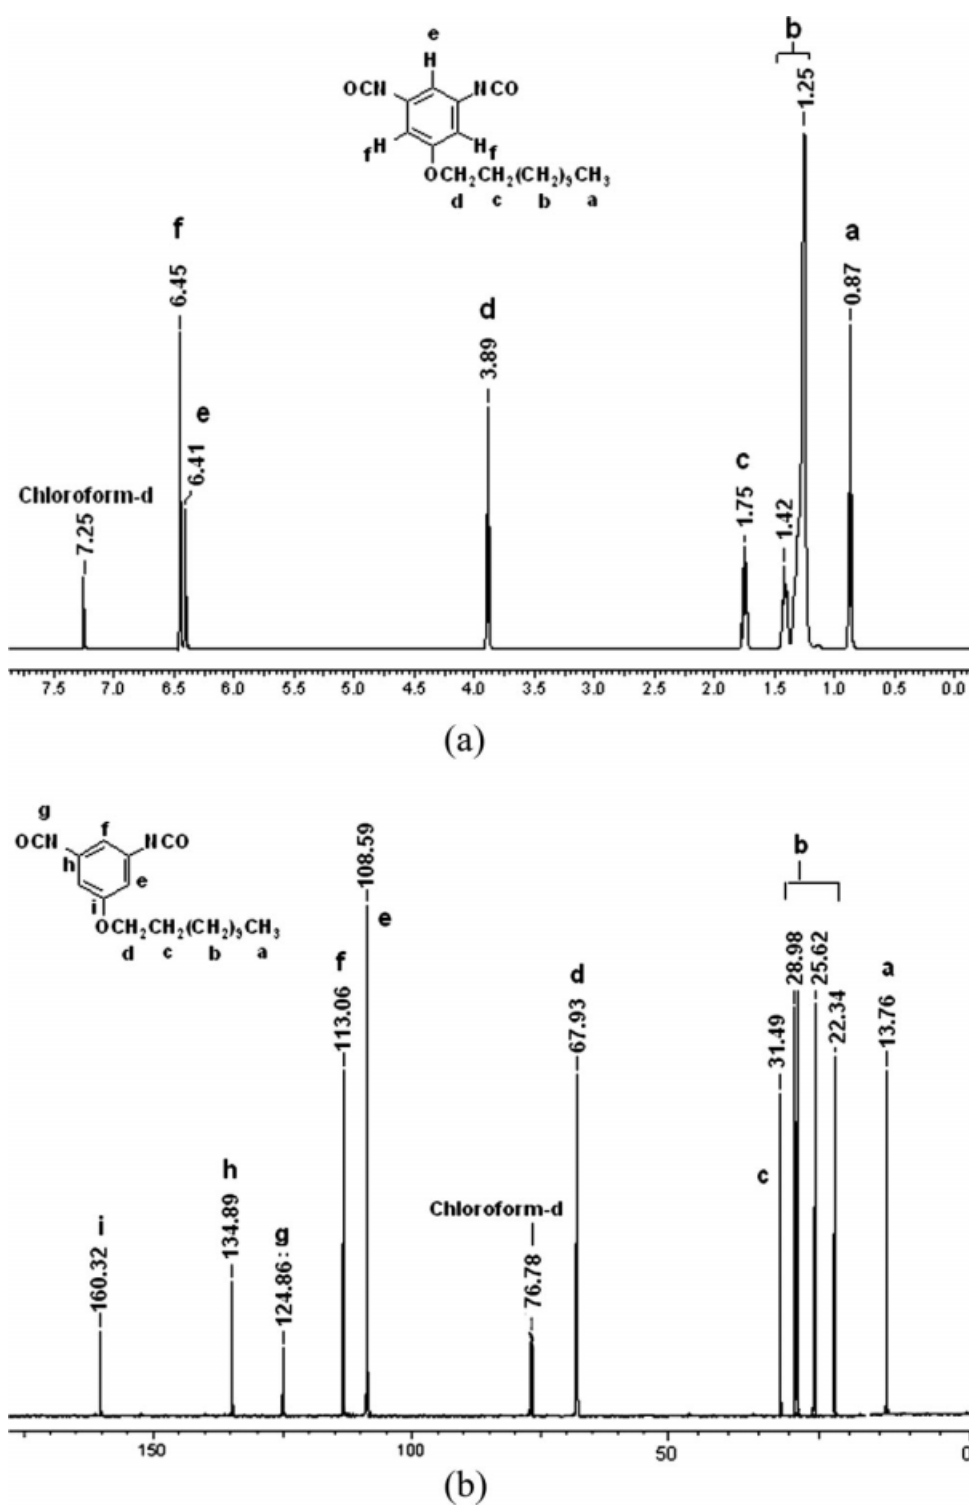 b
1.25
e
H
OCN NCO
f H H f
OCH2CH2(CH2)9CH3
d c b a
f
6.45
a
0.87
d
3.89
e
6.41
c
1.75
1.42
Chloroform-d
7.25
7.5 7.0 6.5 6.0 5.5 5.0 4.5 4.0 3.5 3.0 2.5 2.0 1.5 1.0 0.5 0.0
(a)
g
OCN f NCO
h e
i
OCH2CH2(CH2)9CH3
d c b a
108.59
e
b
f
113.06
d
67.93
31.49
28.98
25.62
22.34
a
13.76
c
h
134.89
i
160.32
g
124.86
Chloroform-d
76.78
150 100 50 0
(b)